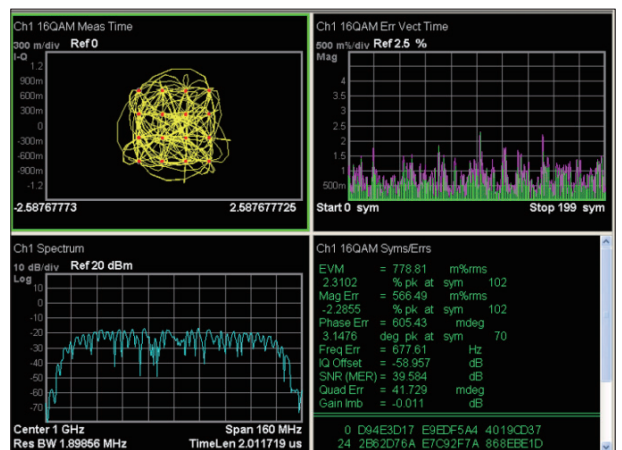 Ch1 16QAM Meas Time
300 m/div Ref 0
I-Q
1.2
900m
600m
300m
0
-300m
-600m
-900m
-1.2
-2.58767773 2.587677725
Ch1 16QAM Err Vect Time
500 m%/div Ref 2.5 %
Mag
4
3.5
3
2.5
2
1.5
1
500m
Start 0 sym Stop 199 sym
Ch1 Spectrum
10 dB/div Ref 20 dBm
Log
10
0
-10
-20
-30
-40
-50
-60
-70
Center 1 GHz Span 160 MHz
Res BW 1.89856 MHz TimeLen 2.011719 us
Ch1 16QAM Syms/Errs
EVM = 778.81 m%rms
2.3102 % pk at sym 102
Mag Err = 566.49 m%rms
-2.2855 % pk at sym 102
Phase Err = 605.43 mdeg
3.1476 deg pk at sym 70
Freq Err = 677.61 Hz
IQ Offset = -58.957 dB
SNR (MER) = 39.584 dB
Quad Err = 41.729 mdeg
Gain Imb = -0.011 dB
0 D94E3D17 E9EDF5A4 4019CD37
24 2B62D76A E7C92F7A 868EBE1D